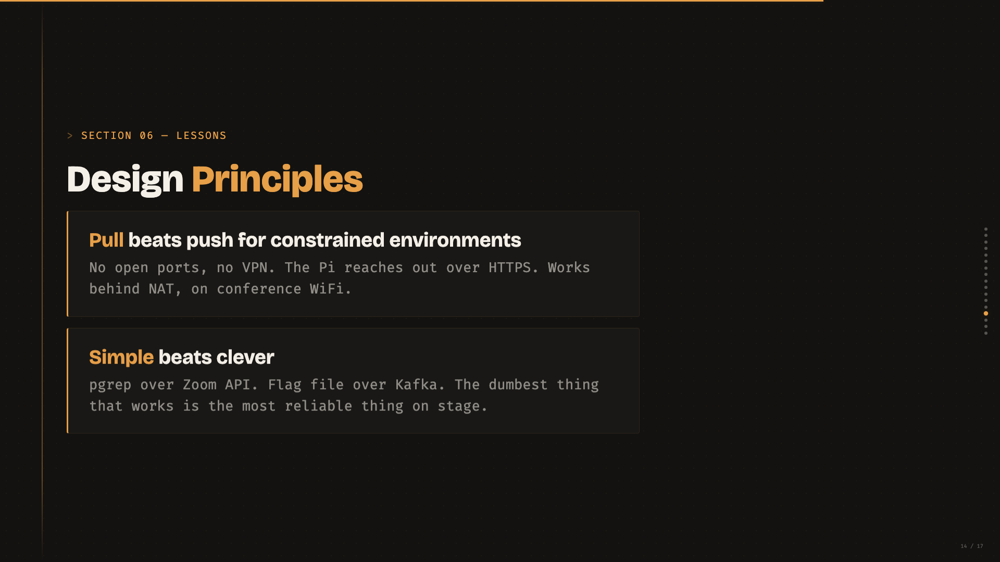 > SECTION 06 — LESSONS
Design Principles
Pull beats push for constrained environments
No open ports, no VPN. The Pi reaches out over HTTPS. Works
behind NAT, on conference WiFi.
Simple beats clever
pgrep over Zoom API. Flag file over Kafka. The dumbest thing
that works is the most reliable thing on stage.
14 / 17